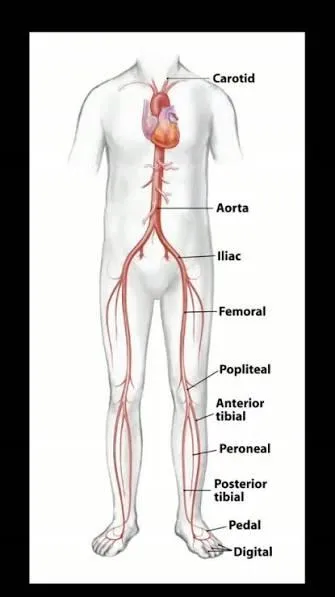 Carotid
Aorta
Iliac
Femoral
Popliteal
Anterior
tibial
Peroneal
Posterior
tibial
Pedal
Digital